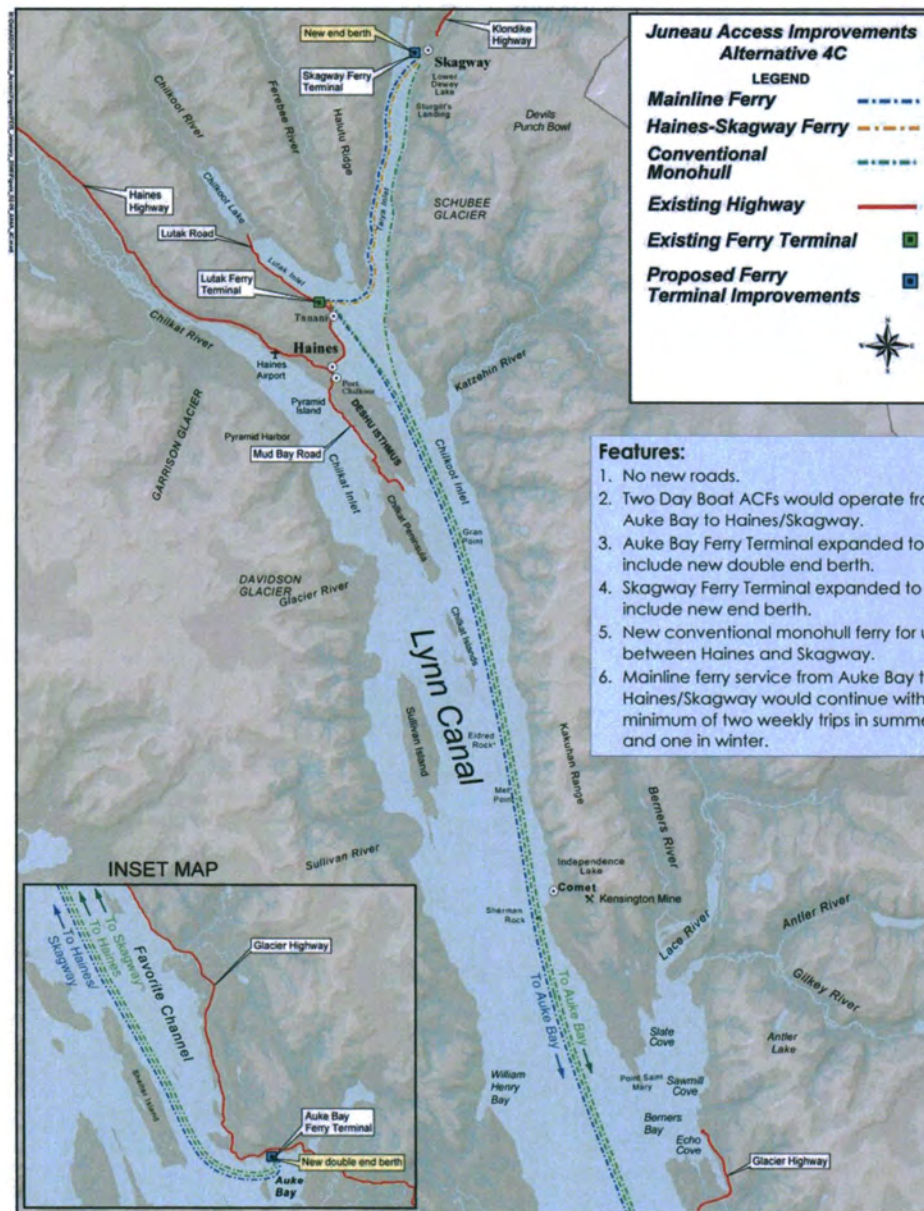 New end berth
Klondike
Highway
Skagway
Skagway Ferry
Terminal
Lower
Dewey
Lake
Sturgill's
Landing
Devils
Punch Bowl
Chilkoot River
Ferebee River
Halutu Ridge
Taiya Inlet
SCHUBEE
GLACIER
Haines
Highway
Chilkoot Lake
Lutak Road
Lutak Inlet
Lutak Ferry
Terminal
Tanani
Chilkat River
Haines
Haines
Airport
Port
Chilkoot
Katzehin River
Pyramid
Island
DESHU ISTHMUS
GARRISON GLACIER
Pyramid Harbor
Mud Bay Road
Chilkat Inlet
Chilkoot Inlet
Chilkat Peninsula
Gran
Point
DAVIDSON
GLACIER
Glacier River
Lynn Canal
Chilkat Islands
Sullivan Island
Eldred
Rock
Kakuhan Range
Met
Point
Berners River
Sullivan River
Independence
Lake
Comet
Kensington Mine
Sherman
Rock
Lace River
Antler River
Gilkey River
To Auke Bay
To Auke Bay
Slate
Cove
Antler
Lake
William
Henry
Bay
Point Saint
Mary
Sawmill
Cove
Berners
Bay
Echo
Cove
Glacier Highway
Juneau Access Improvements
Alternative 4C
LEGEND
Mainline Ferry
Haines-Skagway Ferry
Conventional
Monohull
Existing Highway
Existing Ferry Terminal
Proposed Ferry
Terminal Improvements
Features:
1. No new roads.
2. Two Day Boat ACFs would operate fro
Auke Bay to Haines/Skagway.
3. Auke Bay Ferry Terminal expanded to
include new double end berth.
4. Skagway Ferry Terminal expanded to
include new end berth.
5. New conventional monohull ferry for
between Haines and Skagway.
6. Mainline ferry service from Auke Bay t
Haines/Skagway would continue with
minimum of two weekly trips in summe
and one in winter.
INSET MAP
To Haines/
Skagway
To Haines
To Skagway
Favorite Channel
Glacier Highway
Shelter Island
Auke Bay
Ferry Terminal
New double end berth
Auke
Bay